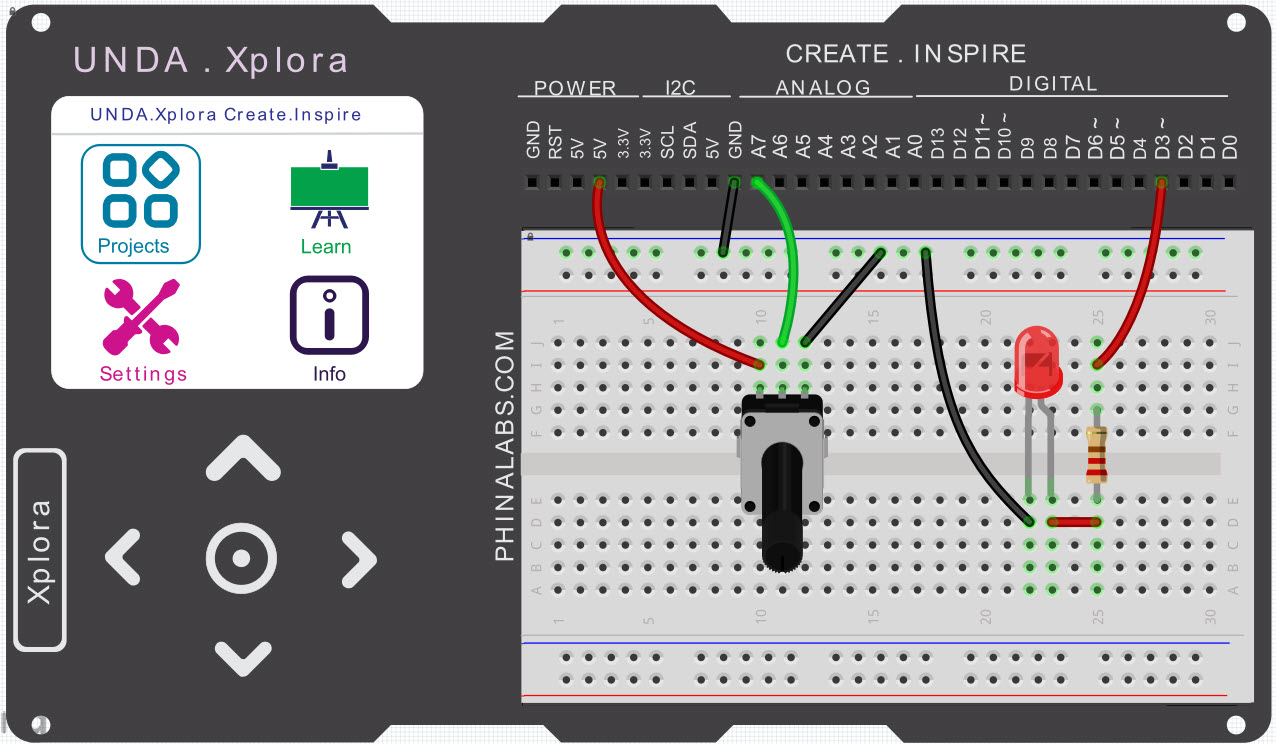 UNDA . Xplora
CREATE . INSPIRE
POWER I2C ANALOG DIGITAL
UNDA.Xplora Create.Inspire
GND RST 5V 5V 3.3V 3.3V SCL SDA 5V GND A7 A6 A5 A4 A3 A2 A1 A0 D13 D12 D11~ D10~ D9 D8 D7 D6~ D5~ D4 D3~ D2 D1 D0
Projects
Learn
Settings
Info
Xplora
PHINALABS.COM
1 5 10 15 20 25 30
J J
I I
H H
G G
F F
E E
D D
C C
B B
A A
1 5 10 15 20 25 30